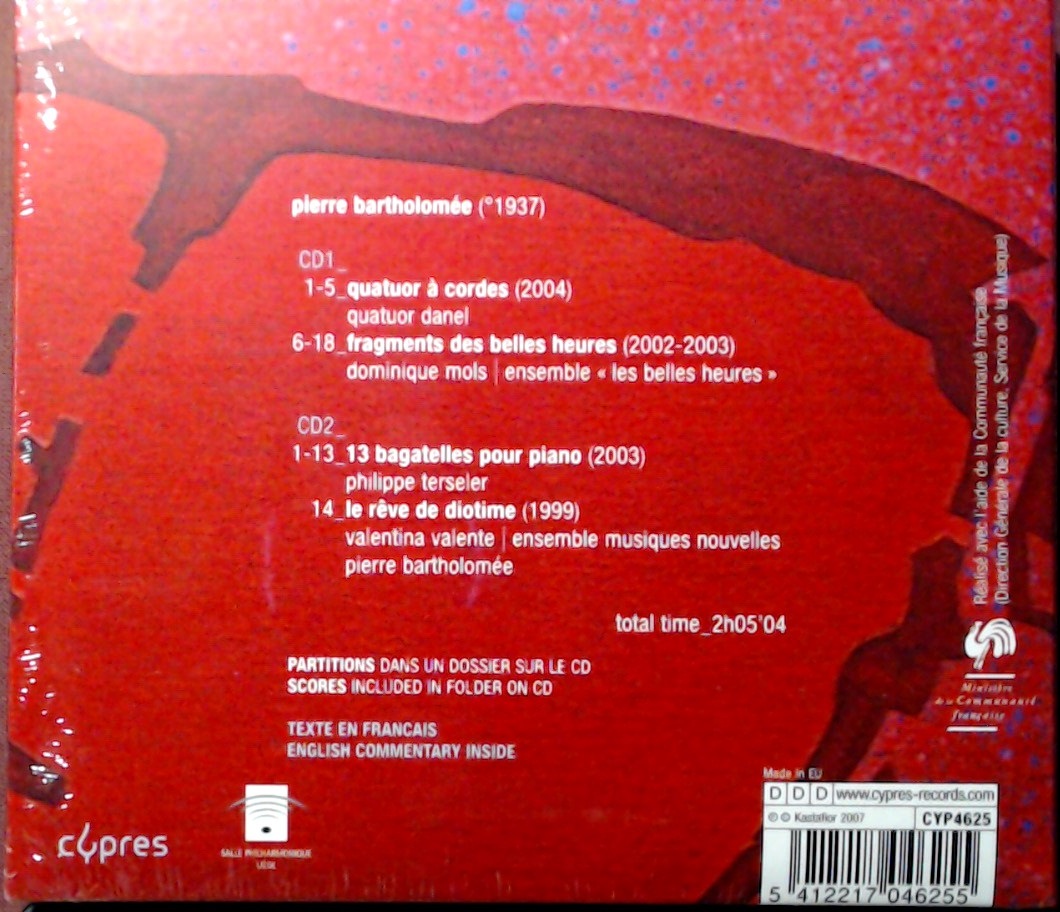 pierre bartholomée (°1937)
CD1_
1-5_quatuor à cordes (2004)
quatuor danel
6-18_fragments des belles heures (2002-2003)
dominique mols | ensemble « les belles heures »
CD2_
1-13_13 bagatelles pour piano (2003)
philippe terseler
14_le rêve de diotime (1999)
valentina valente | ensemble musiques nouvelles
pierre bartholomée
total time_2h05'04
PARTITIONS DANS UN DOSSIER SUR LE CD
SCORES INCLUDED IN FOLDER ON CD
TEXTE EN FRANCAIS
ENGLISH COMMENTARY INSIDE
cypres
SALLE PHILHARMONIQUE
LIÈGE
Réalisé avec l'aide de la Communauté française
(Direction Générale de la culture, Service de la Musique)
Ministère
de la Communauté
française
Made in EU
D D D www.cypres-records.com
℗ © Kastafior 2007 CYP4625
5 412217 046255